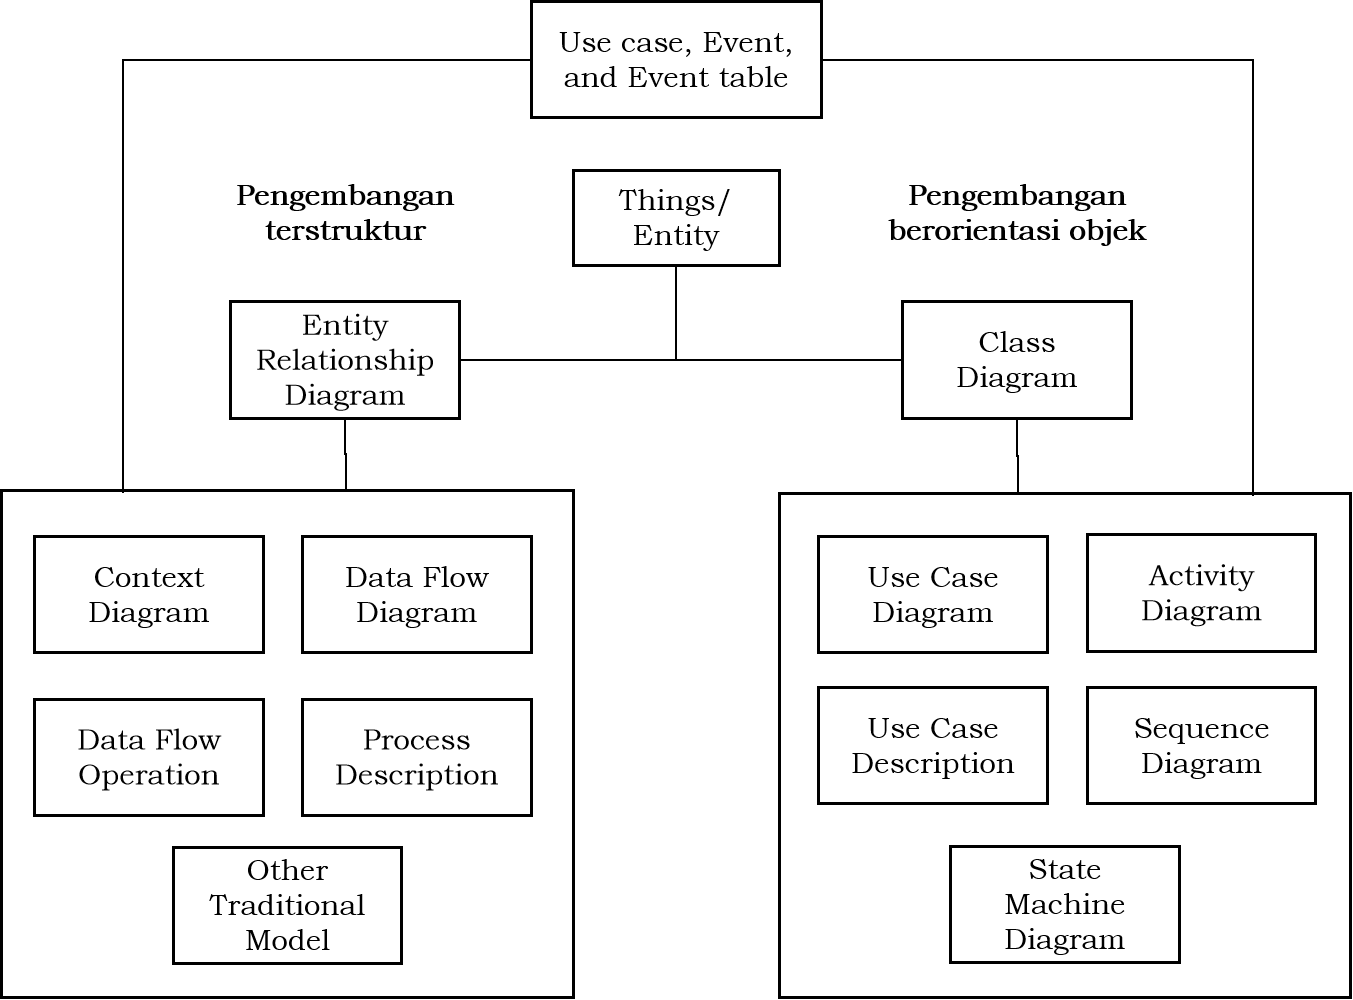 Use case, Event,
and Event table
Pengembangan
terstruktur
Things/
Entity
Pengembangan
berorientasi objek
Entity
Relationship
Diagram
Class
Diagram
Context
Diagram
Data Flow
Diagram
Data Flow
Operation
Process
Description
Other
Traditional
Model
Use Case
Diagram
Activity
Diagram
Use Case
Description
Sequence
Diagram
State
Machine
Diagram